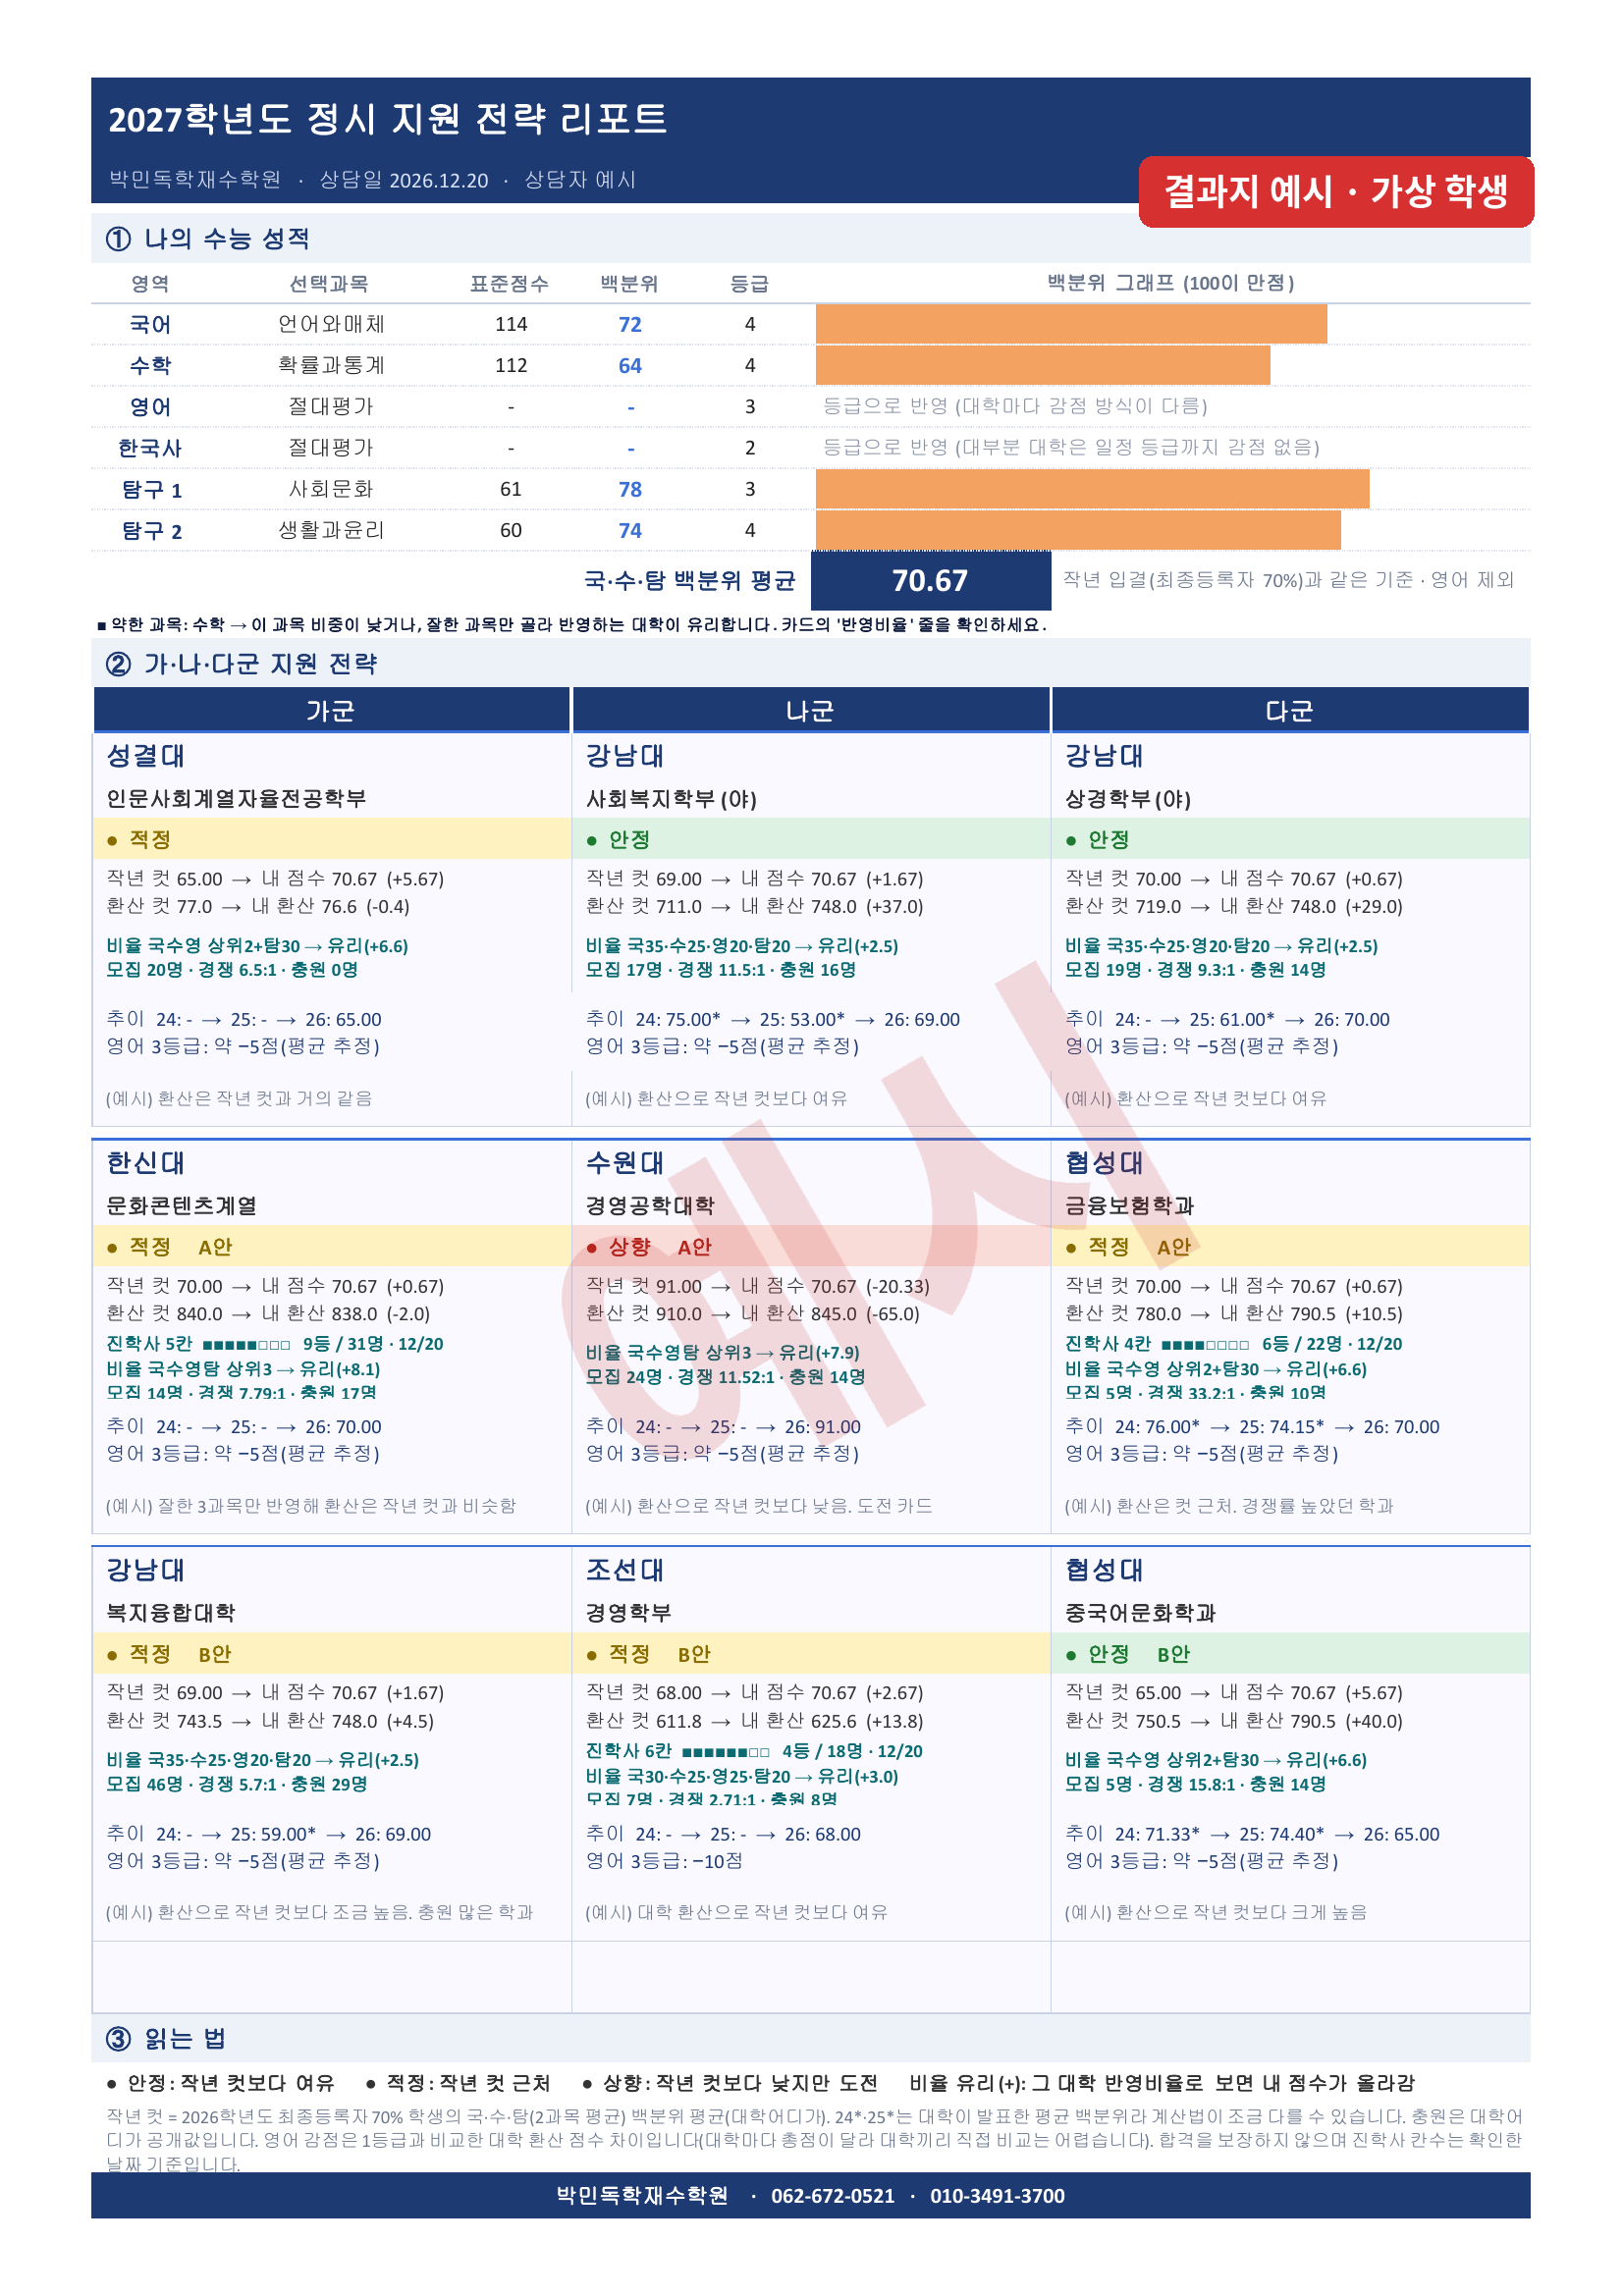 2027학년도 정시 지원 전략 리포트
박민독학재수학원 · 상담일 2026.12.20 · 상담자 예시
결과지 예시 · 가상 학생
① 나의 수능 성적
영역 선택과목 표준점수 백분위 등급 백분위 그래프 (100이 만점)
국어 언어와매체 114 72 4
수학 확률과통계 112 64 4
영어 절대평가 - - 3 등급으로 반영 (대학마다 감점 방식이 다름)
한국사 절대평가 - - 2 등급으로 반영 (대부분 대학은 일정 등급까지 감점 없음)
탐구 1 사회문화 61 78 3
탐구 2 생활과윤리 60 74 4
국·수·탐 백분위 평균 70.67 작년 입결(최종등록자 70%)과 같은 기준 · 영어 제외
■ 약한 과목: 수학 → 이 과목 비중이 낮거나, 잘한 과목만 골라 반영하는 대학이 유리합니다. 카드의 '반영비율' 줄을 확인하세요.
② 가·나·다군 지원 전략
가군 나군 다군
성결대
인문사회계열자율전공학부
● 적정
작년 컷 65.00 → 내 점수 70.67 (+5.67)
환산 컷 77.0 → 내 환산 76.6 (-0.4)
비율 국수영 상위2+탐30 → 유리(+6.6)
모집 20명 · 경쟁 6.5:1 · 충원 0명
추이 24: - → 25: - → 26: 65.00
영어 3등급: 약 −5점(평균 추정)
(예시) 환산은 작년 컷과 거의 같음
강남대
사회복지학부(야)
● 안정
작년 컷 69.00 → 내 점수 70.67 (+1.67)
환산 컷 711.0 → 내 환산 748.0 (+37.0)
비율 국35·수25·영20·탐20 → 유리(+2.5)
모집 17명 · 경쟁 11.5:1 · 충원 16명
추이 24: 75.00* → 25: 53.00* → 26: 69.00
영어 3등급: 약 −5점(평균 추정)
(예시) 환산으로 작년 컷보다 여유
강남대
상경학부(야)
● 안정
작년 컷 70.00 → 내 점수 70.67 (+0.67)
환산 컷 719.0 → 내 환산 748.0 (+29.0)
비율 국35·수25·영20·탐20 → 유리(+2.5)
모집 19명 · 경쟁 9.3:1 · 충원 14명
추이 24: - → 25: 61.00* → 26: 70.00
영어 3등급: 약 −5점(평균 추정)
(예시) 환산으로 작년 컷보다 여유
한신대
문화콘텐츠계열
● 적정 A안
작년 컷 70.00 → 내 점수 70.67 (+0.67)
환산 컷 840.0 → 내 환산 838.0 (-2.0)
진학사 5칸 ■■■■■□□□ 9등 / 31명 · 12/20
비율 국수영탐 상위3 → 유리(+8.1)
모집 14명 · 경쟁 7.79:1 · 충원 17명
추이 24: - → 25: - → 26: 70.00
영어 3등급: 약 −5점(평균 추정)
(예시) 잘한 3과목만 반영해 환산은 작년 컷과 비슷함
수원대
경영공학대학
● 상향 A안
작년 컷 91.00 → 내 점수 70.67 (-20.33)
환산 컷 910.0 → 내 환산 845.0 (-65.0)
비율 국수영탐 상위3 → 유리(+7.9)
모집 24명 · 경쟁 11.52:1 · 충원 14명
추이 24: - → 25: - → 26: 91.00
영어 3등급: 약 −5점(평균 추정)
(예시) 환산으로 작년 컷보다 낮음. 도전 카드
협성대
금융보험학과
● 적정 A안
작년 컷 70.00 → 내 점수 70.67 (+0.67)
환산 컷 780.0 → 내 환산 790.5 (+10.5)
진학사 4칸 ■■■■□□□□ 6등 / 22명 · 12/20
비율 국수영 상위2+탐30 → 유리(+6.6)
모집 5명 · 경쟁 33.2:1 · 충원 10명
추이 24: 76.00* → 25: 74.15* → 26: 70.00
영어 3등급: 약 −5점(평균 추정)
(예시) 환산은 컷 근처. 경쟁률 높았던 학과
강남대
복지융합대학
● 적정 B안
작년 컷 69.00 → 내 점수 70.67 (+1.67)
환산 컷 743.5 → 내 환산 748.0 (+4.5)
비율 국35·수25·영20·탐20 → 유리(+2.5)
모집 46명 · 경쟁 5.7:1 · 충원 29명
추이 24: - → 25: 59.00* → 26: 69.00
영어 3등급: 약 −5점(평균 추정)
(예시) 환산으로 작년 컷보다 조금 높음. 충원 많은 학과
조선대
경영학부
● 적정 B안
작년 컷 68.00 → 내 점수 70.67 (+2.67)
환산 컷 611.8 → 내 환산 625.6 (+13.8)
진학사 6칸 ■■■■■■□□ 4등 / 18명 · 12/20
비율 국30·수25·영25·탐20 → 유리(+3.0)
모집 7명 · 경쟁 2.71:1 · 충원 8명
추이 24: - → 25: - → 26: 68.00
영어 3등급: −10점
(예시) 대학 환산으로 작년 컷보다 여유
협성대
중국어문화학과
● 안정 B안
작년 컷 65.00 → 내 점수 70.67 (+5.67)
환산 컷 750.5 → 내 환산 790.5 (+40.0)
비율 국수영 상위2+탐30 → 유리(+6.6)
모집 5명 · 경쟁 15.8:1 · 충원 14명
추이 24: 71.33* → 25: 74.40* → 26: 65.00
영어 3등급: 약 −5점(평균 추정)
(예시) 환산으로 작년 컷보다 크게 높음
예시
③ 읽는 법
● 안정: 작년 컷보다 여유 ● 적정: 작년 컷 근처 ● 상향: 작년 컷보다 낮지만 도전 비율 유리(+): 그 대학 반영비율로 보면 내 점수가 올라감
작년 컷 = 2026학년도 최종등록자 70% 학생의 국·수·탐(2과목 평균) 백분위 평균(대학어디가). 24*·25*는 대학이 발표한 평균 백분위라 계산법이 조금 다를 수 있습니다. 충원은 대학어
디가 공개값입니다. 영어 감점은 1등급과 비교한 대학 환산 점수 차이입니다(대학마다 총점이 달라 대학끼리 직접 비교는 어렵습니다). 합격을 보장하지 않으며 진학사 칸수는 확인한
날짜 기준입니다.
박민독학재수학원 · 062-672-0521 · 010-3491-3700